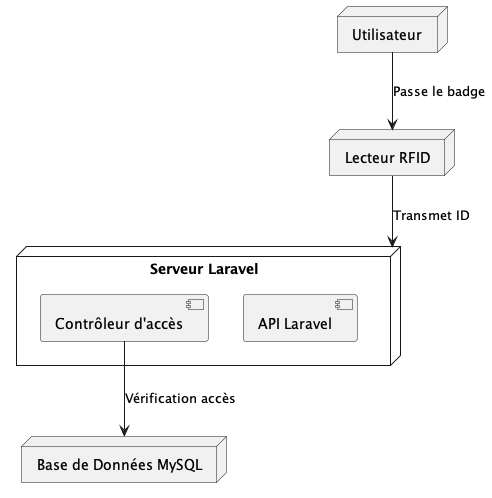 Utilisateur
Passe le badge
Lecteur RFID
Transmet ID
Serveur Laravel
Contrôleur d'accès
API Laravel
Vérification accès
Base de Données MySQL